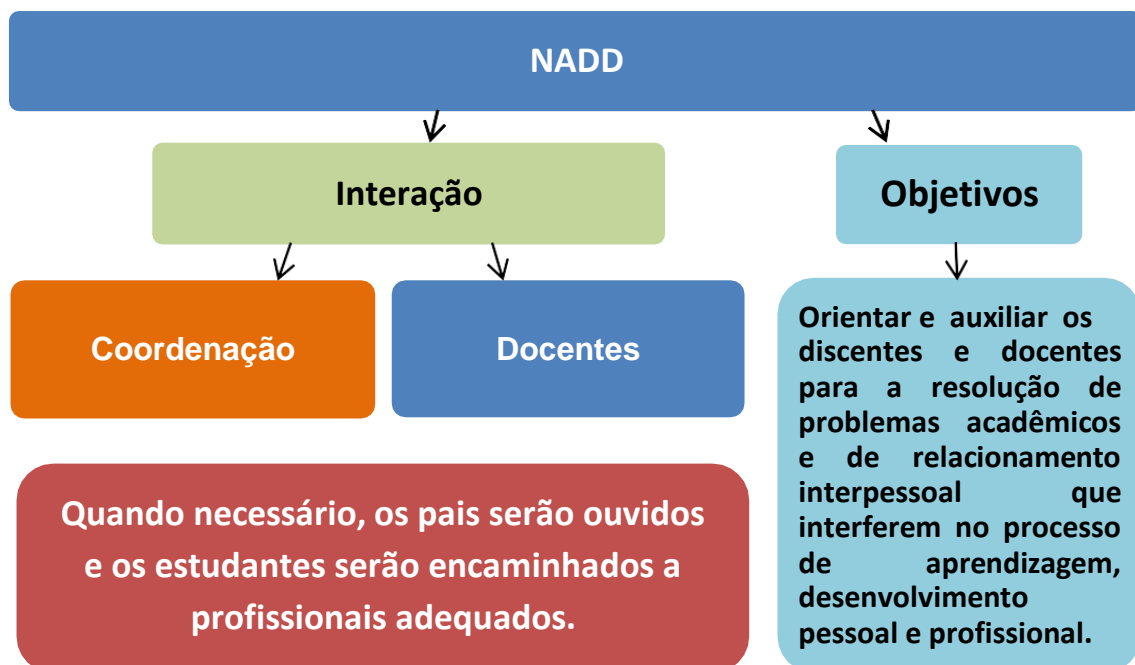 NADD
Interação
Objetivos
Coordenação
Docentes
Quando necessário, os pais serão ouvidos
e os estudantes serão encaminhados a
profissionais adequados.
Orientar e auxiliar os
discentes e docentes
para a resolução de
problemas acadêmicos
e de relacionamento
interpessoal que
interferem no processo
de aprendizagem,
desenvolvimento
pessoal e profissional.